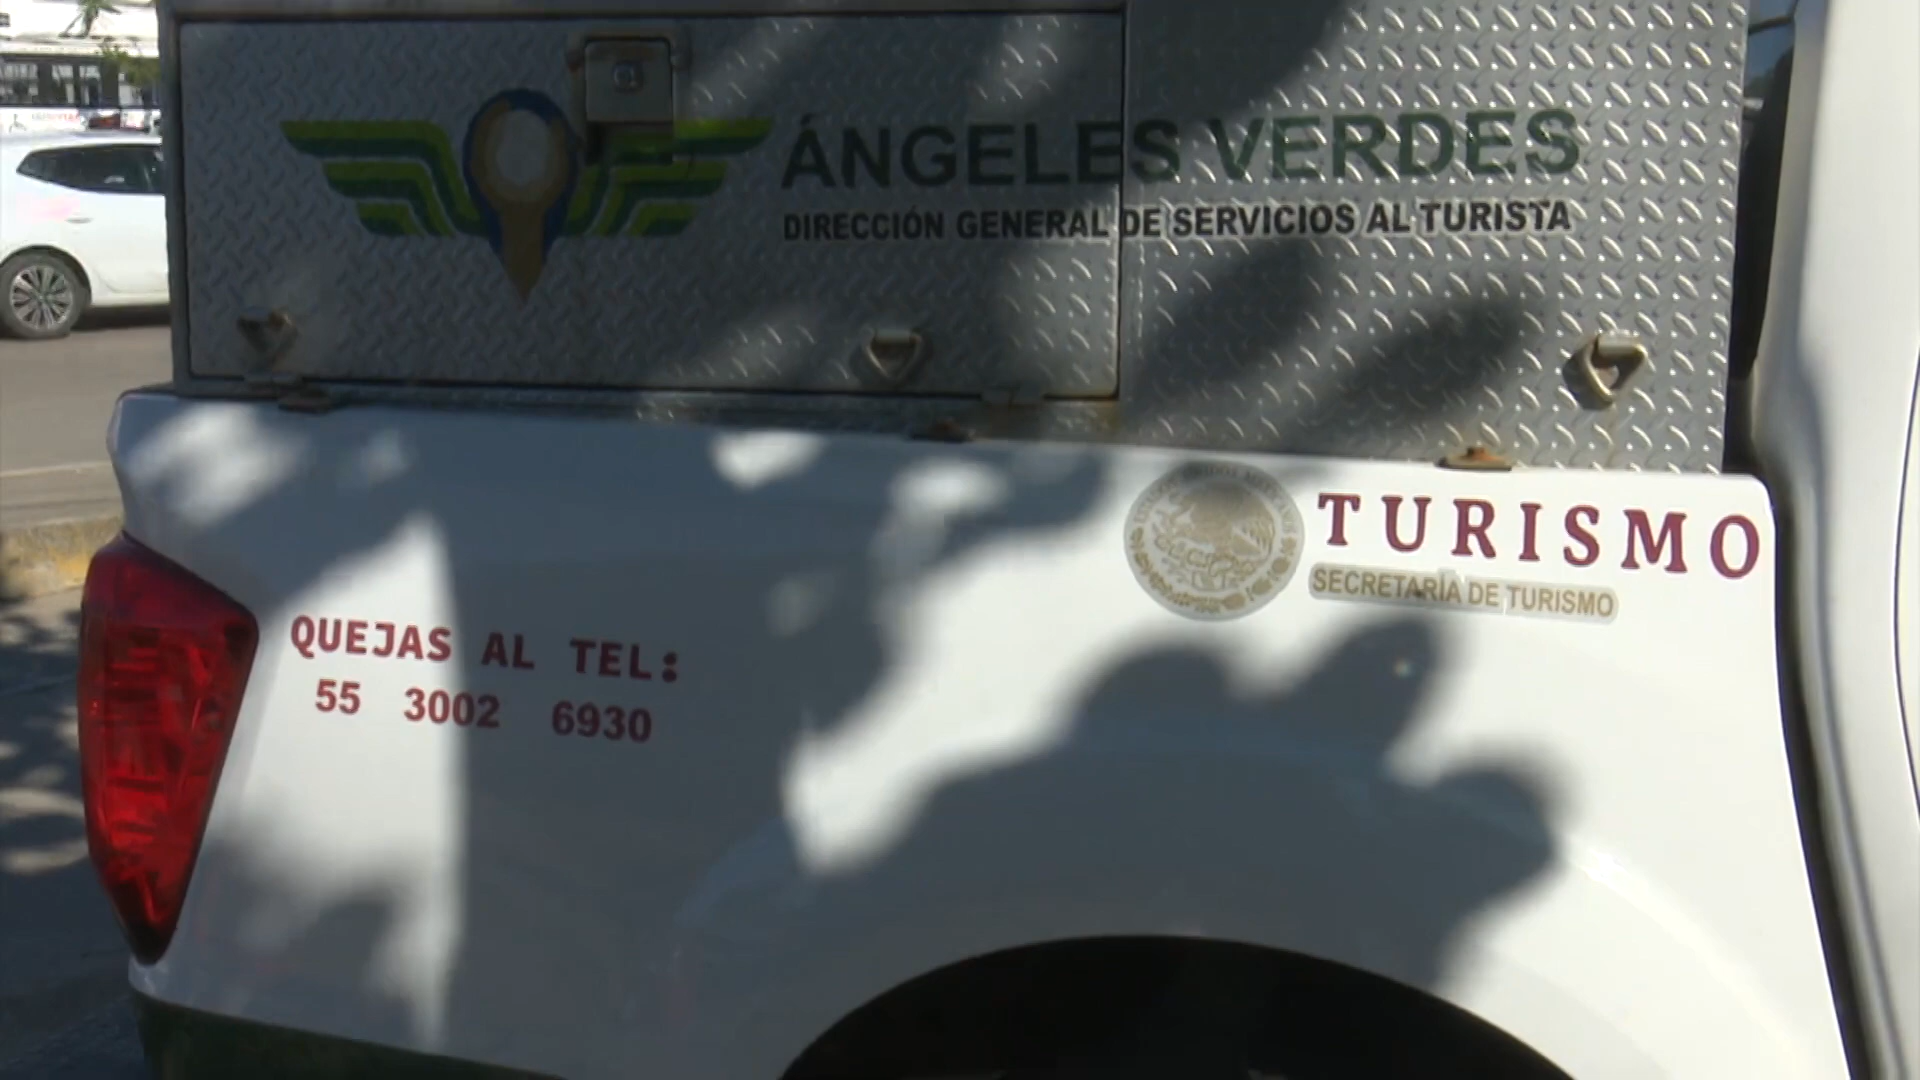 ÁNGELES VERDES
DIRECCIÓN GENERAL DE SERVICIOS AL TURISTA
TURISMO
SECRETARÍA DE TURISMO
QUEJAS AL TEL:
55 3002 6930